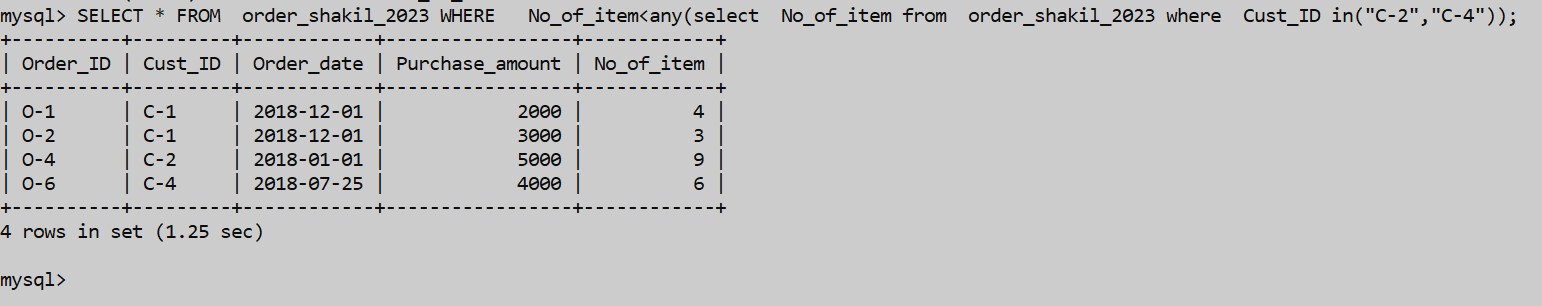 mysql> SELECT * FROM  order_shakil_2023 WHERE   No_of_item<any(select  No_of_item from  order_shakil_2023 where  Cust_ID in("C-2","C-4"));
+----------+---------+------------+-----------------+------------+
| Order_ID | Cust_ID | Order_date | Purchase_amount | No_of_item |
+----------+---------+------------+-----------------+------------+
| O-1      | C-1     | 2018-12-01 |            2000 |          4 |
| O-2      | C-1     | 2018-12-01 |            3000 |          3 |
| O-4      | C-2     | 2018-01-01 |            5000 |          9 |
| O-6      | C-4     | 2018-07-25 |            4000 |          6 |
+----------+---------+------------+-----------------+------------+
4 rows in set (1.25 sec)
mysql>